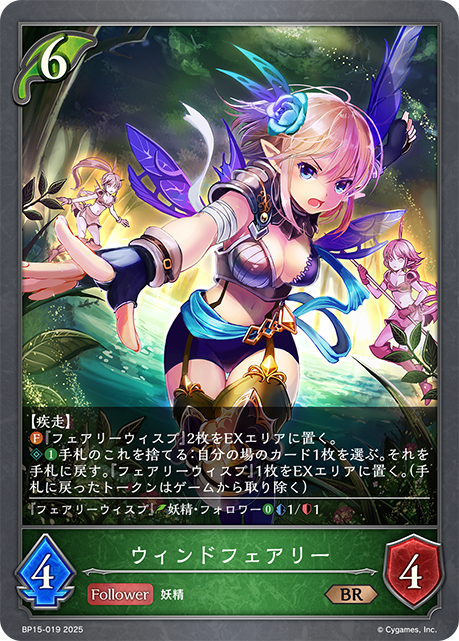 6
【疾走】
F『フェアリーウィスプ』2枚をEXエリアに置く。
1手札のこれを捨てる：自分の場のカード1枚を選ぶ。それを
手札に戻す。『フェアリーウィスプ』1枚をEXエリアに置く。（手
札に戻ったトークンはゲームから取り除く）
『フェアリーウィスプ』妖精・フォロワー0 1/1
ウィンドフェアリー
4
Follower 妖精
BR
4
BP15-019 2025
© Cygames, Inc.